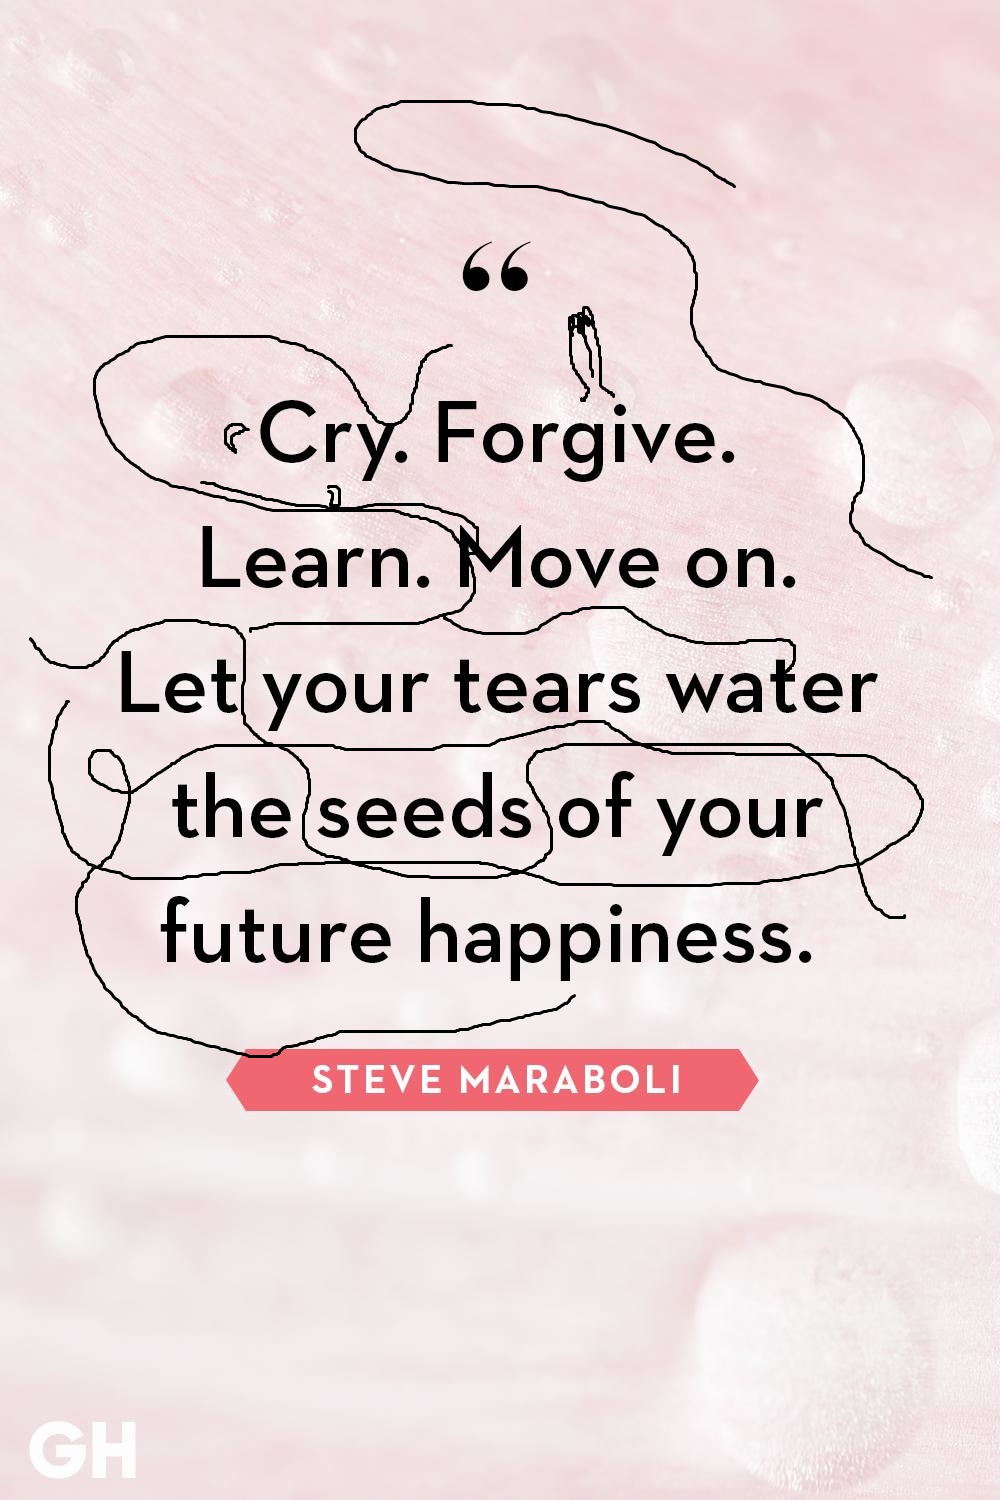 “
Cry. Forgive.
Learn. Move on.
Let your tears water
the seeds of your
future happiness.
STEVE MARABOLI
GH